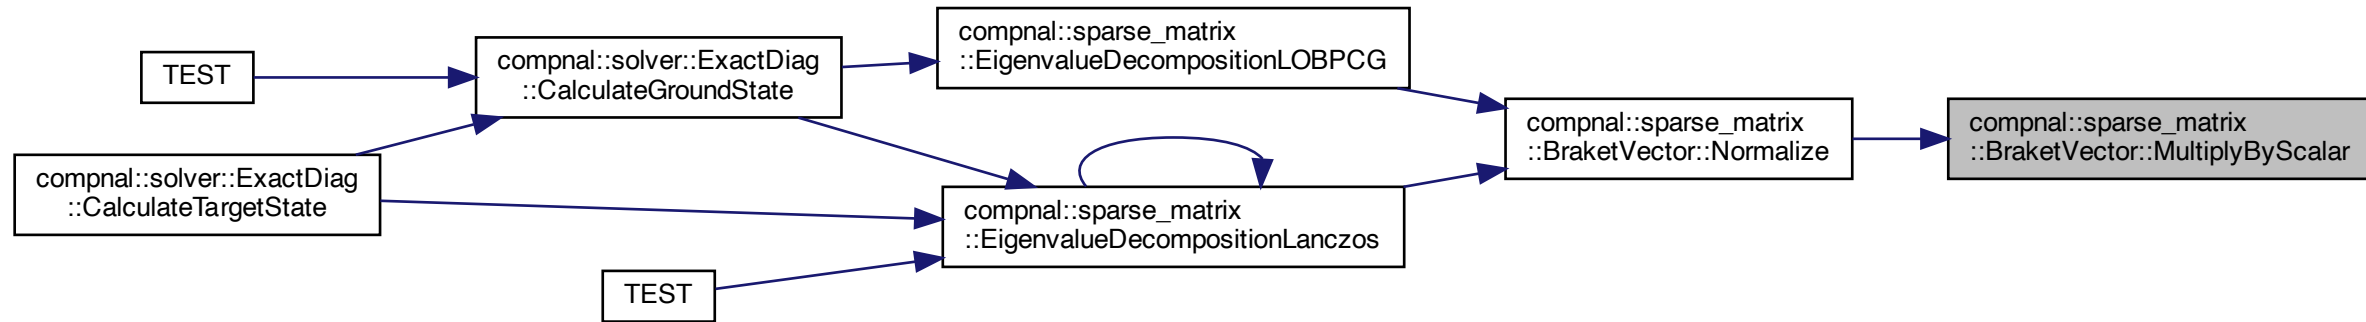 TEST
compnal::solver::ExactDiag
::CalculateTargetState
compnal::solver::ExactDiag
::CalculateGroundState
TEST
compnal::sparse_matrix
::EigenvalueDecompositionLOBPCG
compnal::sparse_matrix
::EigenvalueDecompositionLanczos
compnal::sparse_matrix
::BraketVector::Normalize
compnal::sparse_matrix
::BraketVector::MultiplyByScalar